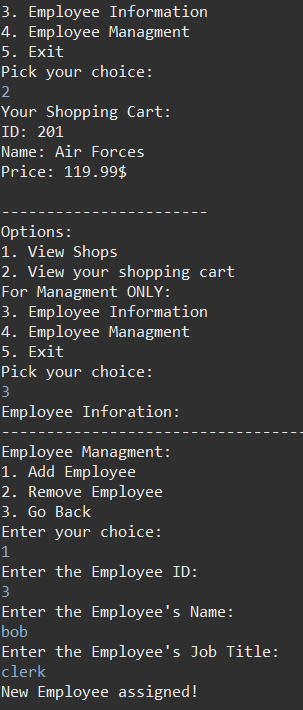 3. Employee Information
4. Employee Managment
5. Exit
Pick your choice:
2
Your Shopping Cart:
ID: 201
Name: Air Forces
Price: 119.99$
-----------------------
Options:
1. View Shops
2. View your shopping cart
For Managment ONLY:
3. Employee Information
4. Employee Managment
5. Exit
Pick your choice:
3
Employee Inforation:
----------------------------------
Employee Managment:
1. Add Employee
2. Remove Employee
3. Go Back
Enter your choice:
1
Enter the Employee ID:
3
Enter the Employee's Name:
bob
Enter the Employee's Job Title:
clerk
New Employee assigned!